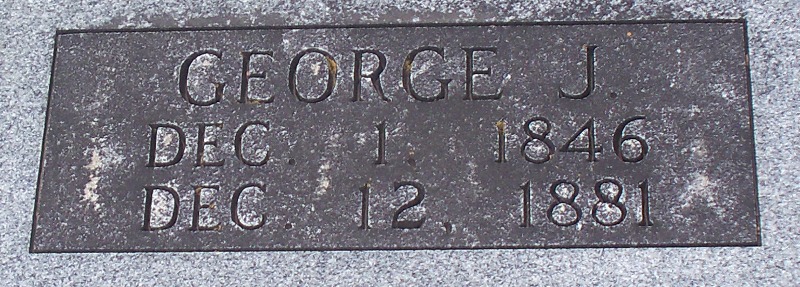 GEORGE J.
DEC. 1. 1846
DEC. 12, 1881